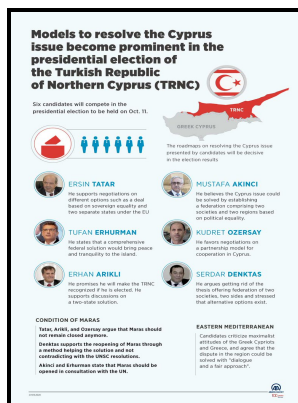 Models to resolve the Cyprus
issue become prominent in the
presidential election of
the Turkish Republic
of Northern Cyprus (TRNC)
Six candidates will compete in the
presidential election to be held on Oct. 11.
TRNC
GREEK CYPRUS
The roadmaps on resolving the Cyprus Issue
presented by candidates will be decisive
in the election results
ERSIN TATAR
He supports negotiations on
different options such as a deal
based on sovereign equality and
two separate states under the EU
MUSTAFA AKINCI
He believes the Cyprus issue could
be solved by establishing
a federation comprising two
societies and two regions based
on political equality.
TUFAN ERHURMAN
He states that a comprehensive
federal solution would bring peace
and tranquility to the island.
KUDRET OZERSAY
He favors negotiations on
a partnership model for
cooperation in Cyprus.
ERHAN ARIKLI
He promises he will make the TRNC
recognized if he is elected. He
supports discussions on
a two-state solution.
SERDAR DENKTAS
He argues getting rid of the
thesis offering federation of two
societies, two sides and stressed
that alternative options exist.
CONDITION OF MARAS
Tatar, Arikli, and Ozersay argue that Maras should
not remain closed anymore.
Denktas supports the reopening of Maras through
a method helping the solution and not
contradicting with the UNSC resolutions.
Akinci and Erhurman state that Maras should be
opened in consultation with the UN.
EASTERN MEDITERRANEAN
Candidates criticize maximalist
attitudes of the Greek Cypriots
and Greece, and agree that the
dispute in the region could be
solved with "dialogue
and a fair approach".
AA